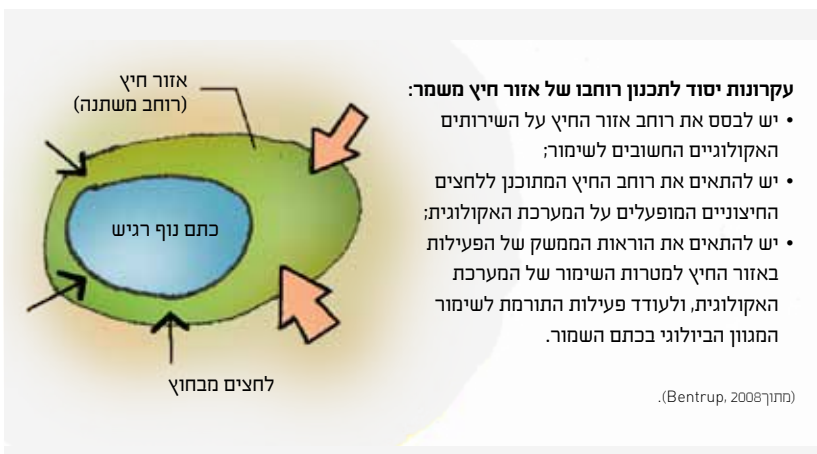 עקרונות יסוד לתכנון רוחבו של אזור חיץ משמר:
• יש לבסס את רוחב אזור החיץ על השירותים
האקולוגיים החשובים לשימור;
• יש להתאים את רוחב החיץ המתוכנן ללחצים
החיצוניים המופעלים על המערכת האקולוגית;
• יש להתאים את הוראות הממשק של הפעילות
באזור החיץ למטרות השימור של המערכת
האקולוגית, ולעודד פעילות התורמת לשימור
המגוון הביולוגי בכתם השמור.
(מתוך Bentrup, 2008).
אזור חיץ
(רוחב משתנה)
כתם נוף רגיש
לחצים מבחוץ